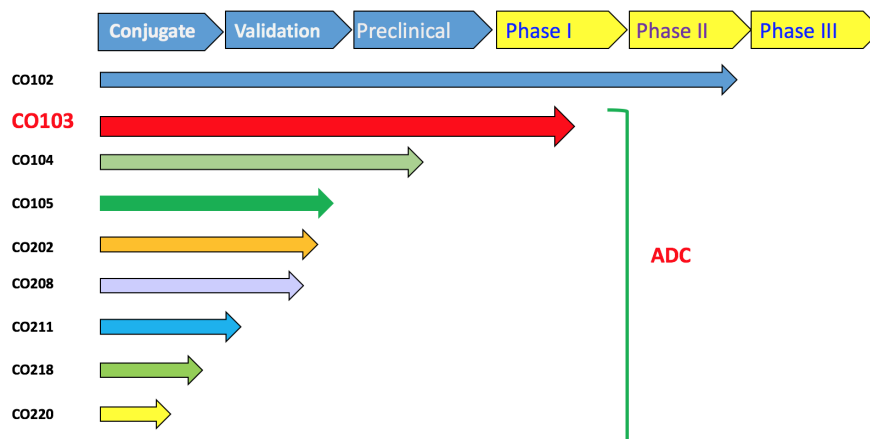 Conjugate Validation Preclinical Phase I Phase II Phase III
CO102
CO103
CO104
CO105
CO202
ADC
CO208
CO211
CO218
CO220